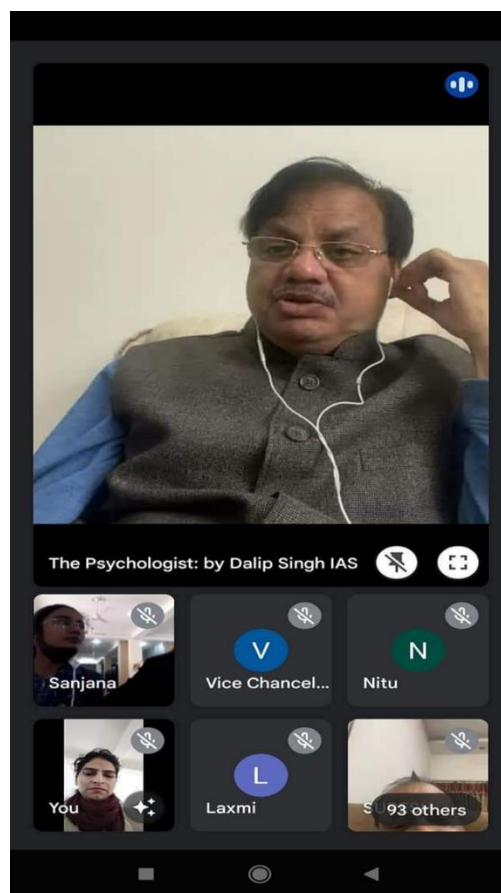 The Psychologist: by Dalip Singh IAS
Sanjana
V
Vice Chancel...
N
Nitu
You
L
Laxmi
93 others